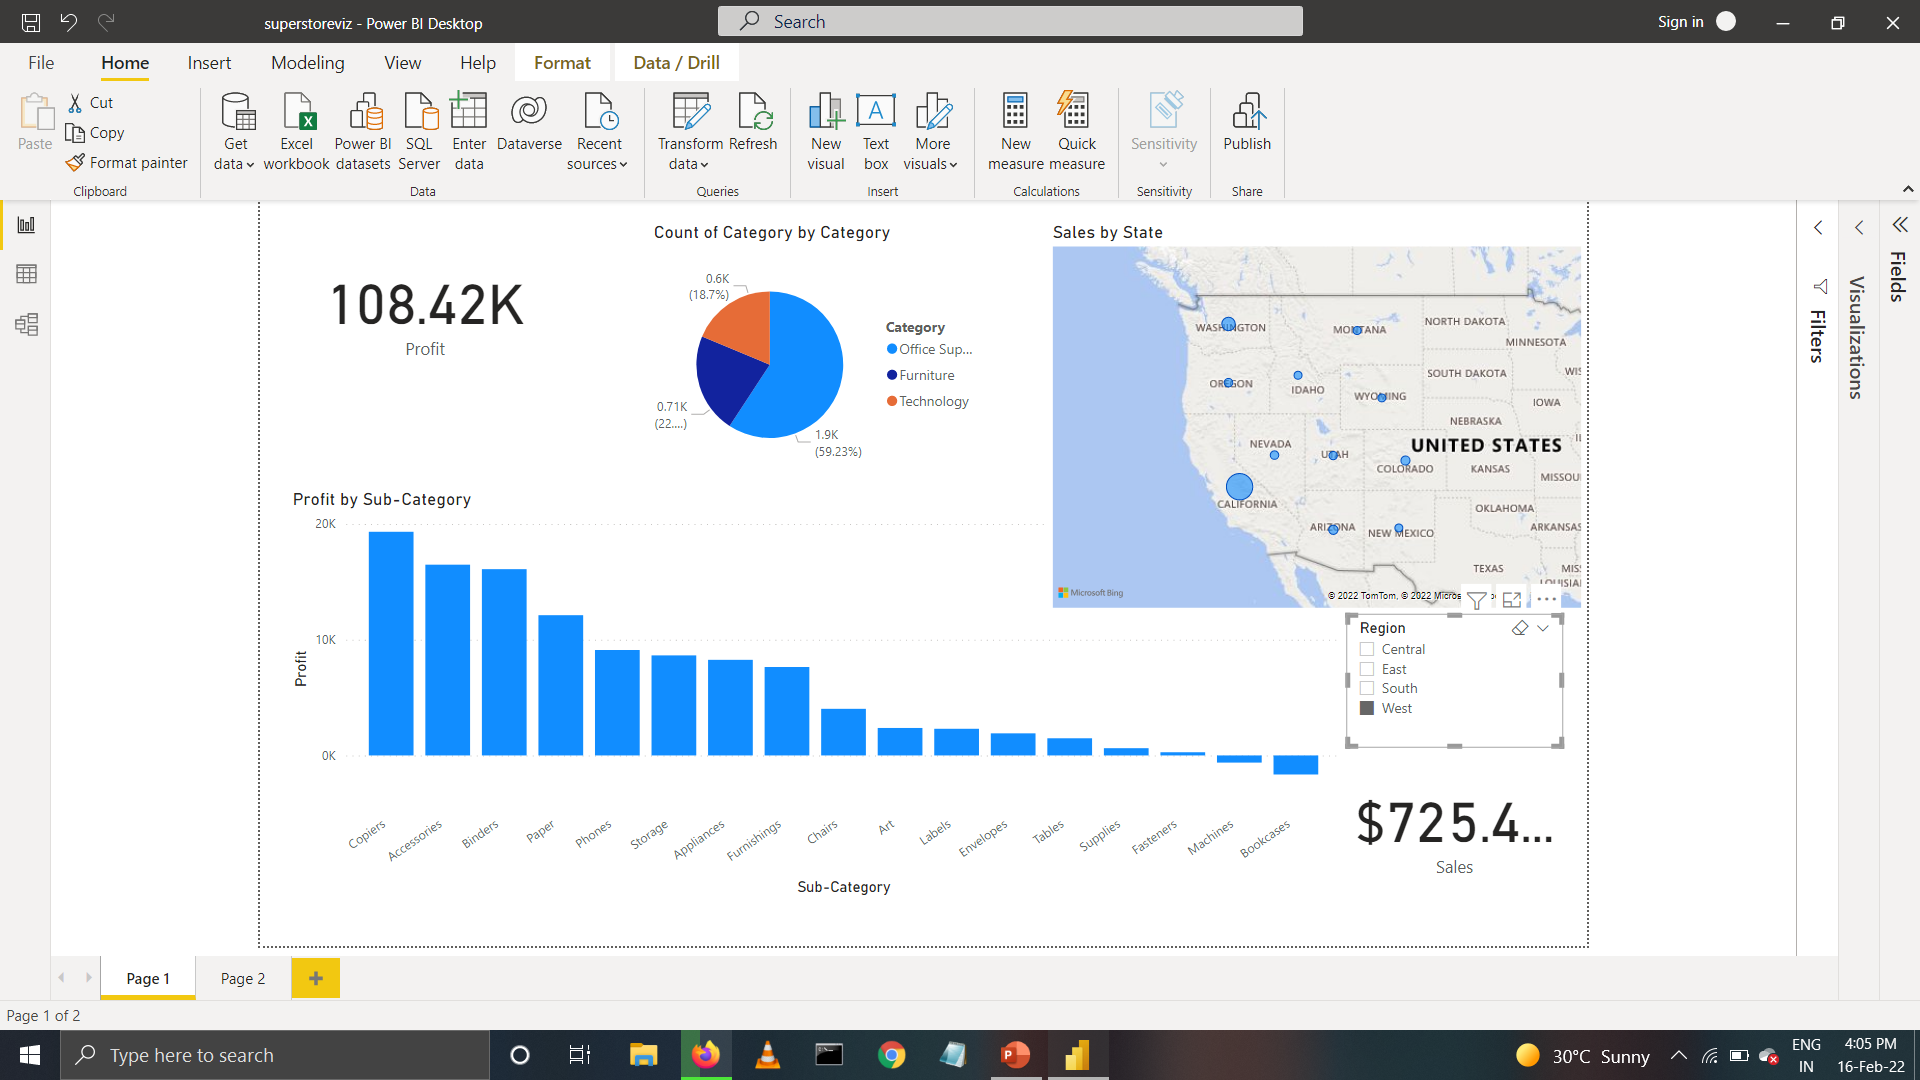 superstoreviz - Power BI Desktop
Search
Sign in
File Home Insert Modeling View Help Format Data / Drill
Paste
Cut
Copy
Format painter
Clipboard
Get data
Excel workbook
Power BI datasets
SQL Server
Enter data
Dataverse
Recent sources
Data
Transform data
Refresh
Queries
New visual
Text box
More visuals
Insert
New measure
Quick measure
Calculations
Sensitivity
Sensitivity
Publish
Share
108.42K
Profit
Count of Category by Category
0.6K
(18.7%)
0.71K
(22....)
1.9K
(59.23%)
Category
Office Sup...
Furniture
Technology
Sales by State
WASHINGTON
MONTANA
NORTH DAKOTA
MINNESOTA
OREGON
IDAHO
SOUTH DAKOTA
WIS
WYOMING
IOWA
NEBRASKA
NEVADA
UTAH
UNITED STATES
COLORADO
KANSAS
MISSOU
CALIFORNIA
OKLAHOMA
ARIZONA
NEW MEXICO
ARKANSAS
TEXAS
MIS
LOUISIA
Microsoft Bing
© 2022 TomTom, © 2022 Micros
Profit by Sub-Category
20K
10K
0K
Profit
Copiers
Accessories
Binders
Paper
Phones
Storage
Appliances
Furnishings
Chairs
Art
Labels
Envelopes
Tables
Supplies
Fasteners
Machines
Bookcases
Sub-Category
Region
Central
East
South
West
$725.4...
Sales
Filters
Visualizations
Fields
Page 1
Page 2
Page 1 of 2
Type here to search
30°C Sunny
ENG
IN
4:05 PM
16-Feb-22